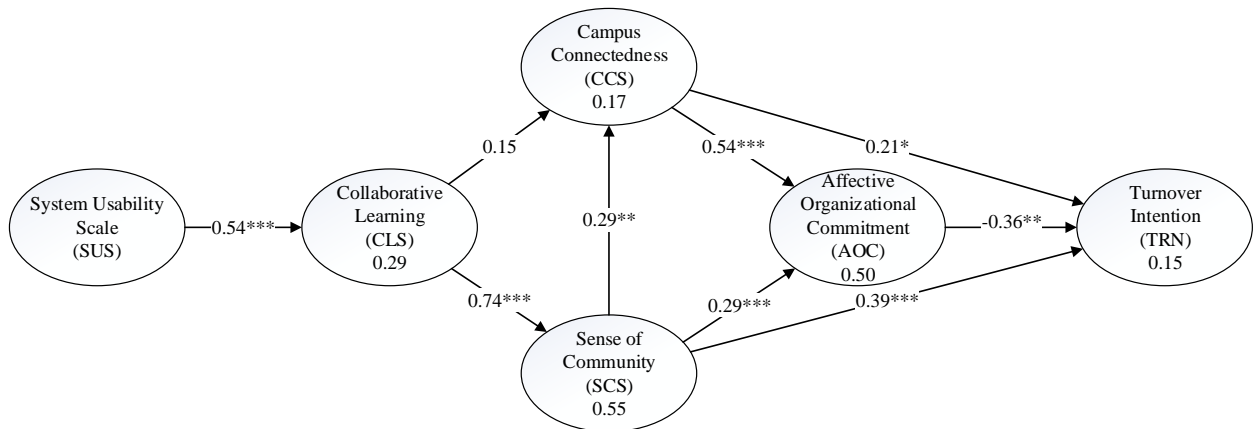 Campus
Connectedness
(CCS)
0.17
0.15
0.54***
0.21*
System Usability
Scale
(SUS)
0.54***
Collaborative
Learning
(CLS)
0.29
0.29**
Affective
Organizational
Commitment
(AOC)
0.50
-0.36**
Turnover
Intention
(TRN)
0.15
0.74***
0.29***
0.39***
Sense of
Community
(SCS)
0.55